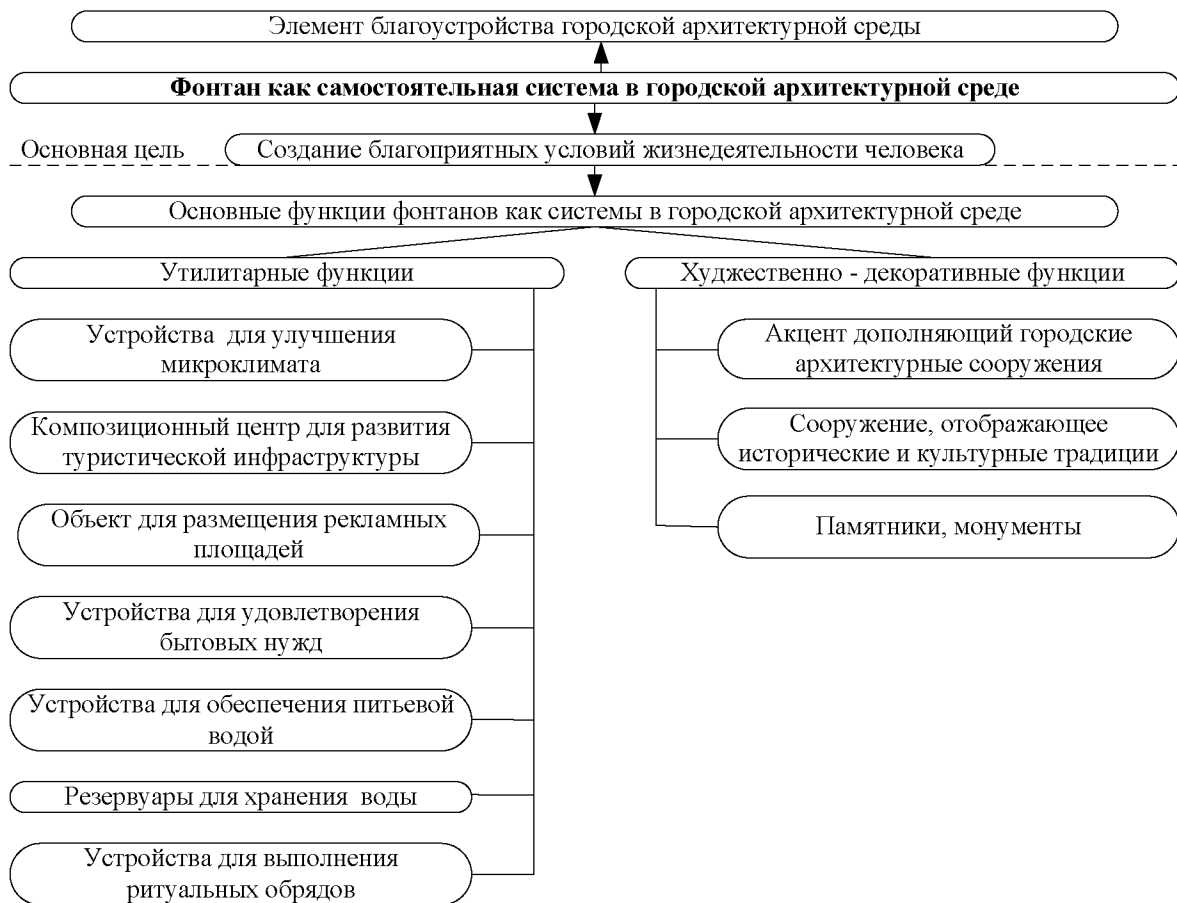 Элемент благоустройства городской архитектурной среды
Фонтан как самостоятельная система в городской архитектурной среде
Основная цель
Создание благоприятных условий жизнедеятельности человека
Основные функции фонтанов как системы в городской архитектурной среде
Утилитарные функции
Устройства для улучшения
микроклимата
Композиционный центр для развития
туристической инфраструктуры
Объект для размещения рекламных
площадей
Устройства для удовлетворения
бытовых нужд
Устройства для обеспечения питьевой
водой
Резервуары для хранения воды
Устройства для выполнения
ритуальных обрядов
Худжественно - декоративные функции
Акцент дополняющий городские
архитектурные сооружения
Сооружение, отображающее
исторические и культурные традиции
Памятники, монументы